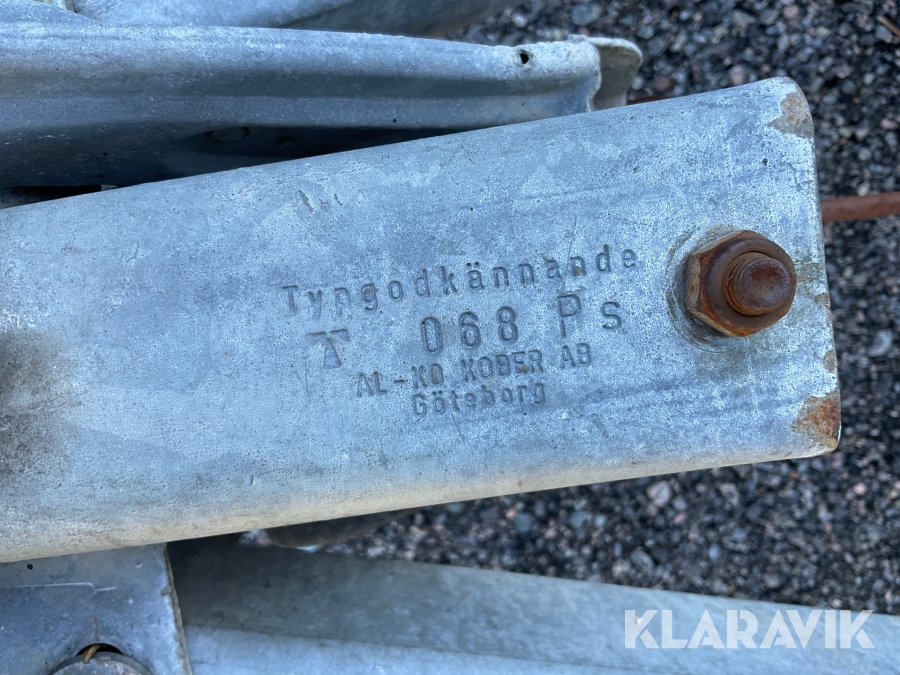 Typgodkännande
T 068 Ps
AL-KO KOBER AB
Göteborg
KLARAVIK